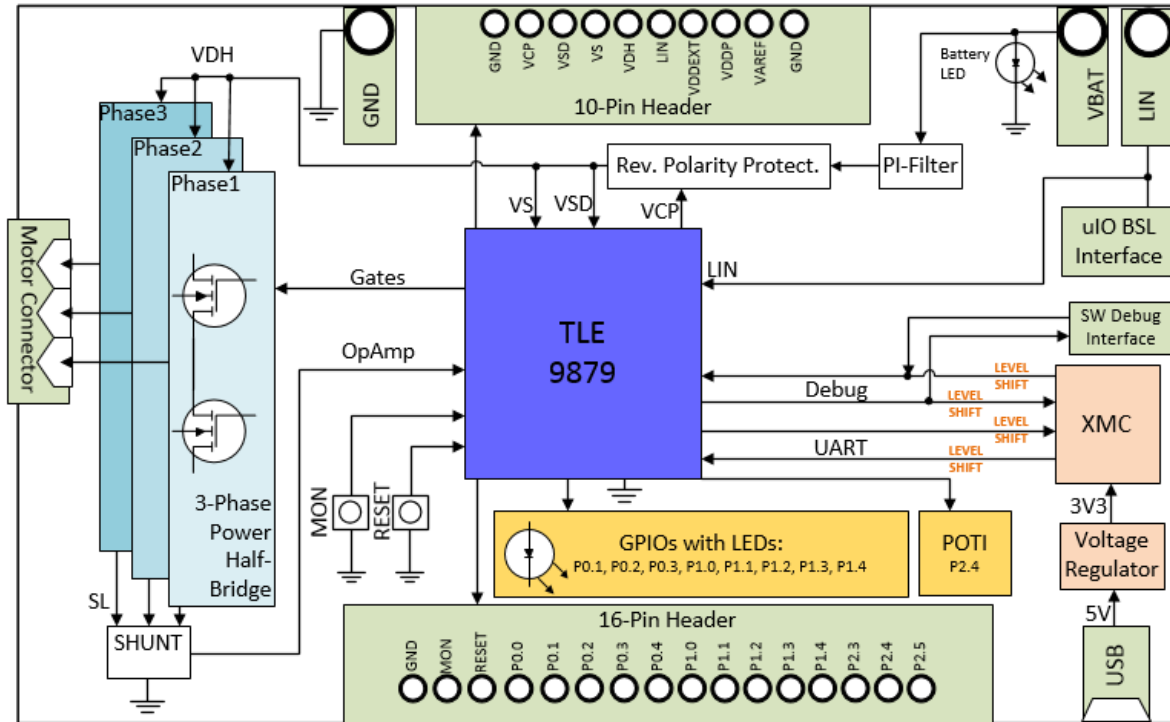 VDH
GND
GND
VCP
VSD
VS
VDH
LIN
VDDEXT
VDDP
VAREF
GND
10-Pin Header
Battery
LED
VBAT
LIN
Phase3
Phase2
Phase1
Rev. Polarity Protect.
PI-Filter
VS
VSD
VCP
uIO BSL
Interface
Motor Connector
Gates
LIN
TLE
9879
SW Debug
Interface
OpAmp
LEVEL
SHIFT
Debug
LEVEL
SHIFT
XMC
LEVEL
SHIFT
UART
LEVEL
SHIFT
MON
RESET
3-Phase
Power
Half-
Bridge
3V3
GPIOs with LEDs:
P0.1, P0.2, P0.3, P1.0, P1.1, P1.2, P1.3, P1.4
POTI
P2.4
Voltage
Regulator
SL
5V
SHUNT
16-Pin Header
GND
MON
RESET
P0.0
P0.1
P0.2
P0.3
P0.4
P1.0
P1.1
P1.2
P1.3
P1.4
P2.3
P2.4
P2.5
USB